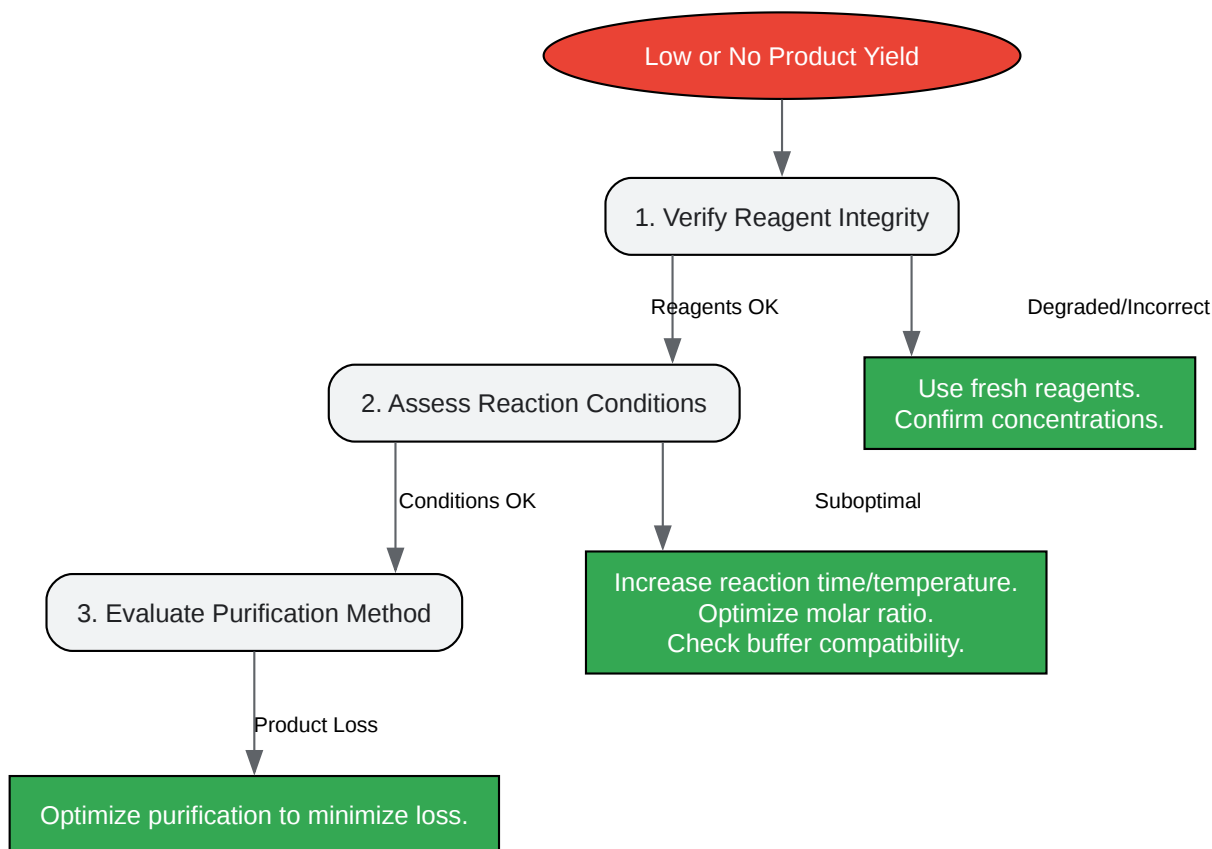 Low or No Product Yield
1. Verify Reagent Integrity
Reagents OK
Degraded/Incorrect
Use fresh reagents.
Confirm concentrations.
2. Assess Reaction Conditions
Conditions OK
Suboptimal
Increase reaction time/temperature.
Optimize molar ratio.
Check buffer compatibility.
3. Evaluate Purification Method
Product Loss
Optimize purification to minimize loss.